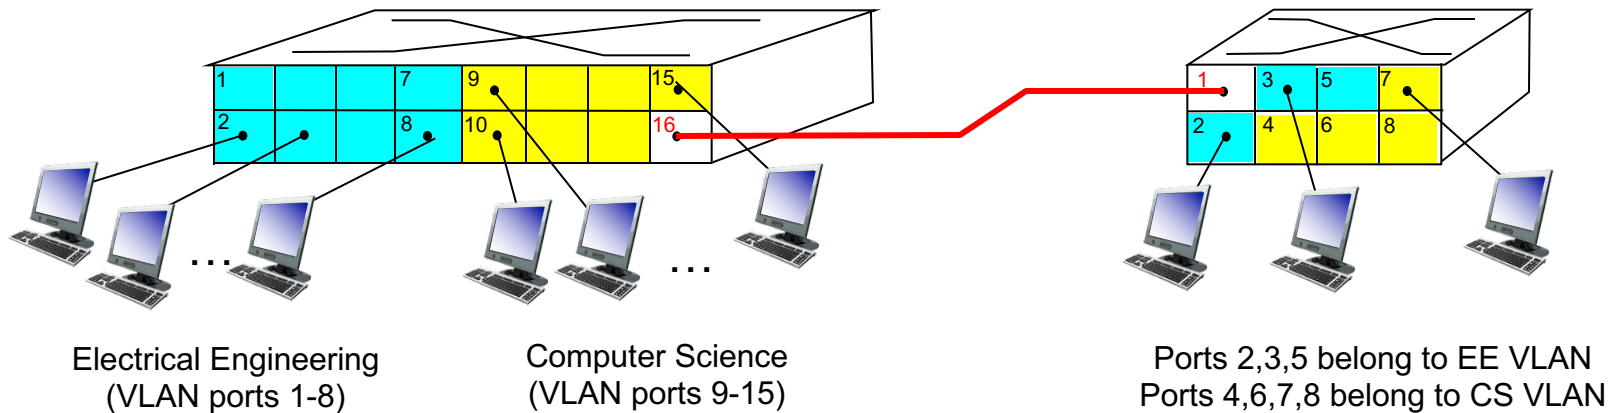 1 7 9 15
2 8 10 16
1 3 5 7
2 4 6 8
...
...
Electrical Engineering
(VLAN ports 1-8)
Computer Science
(VLAN ports 9-15)
Ports 2,3,5 belong to EE VLAN
Ports 4,6,7,8 belong to CS VLAN